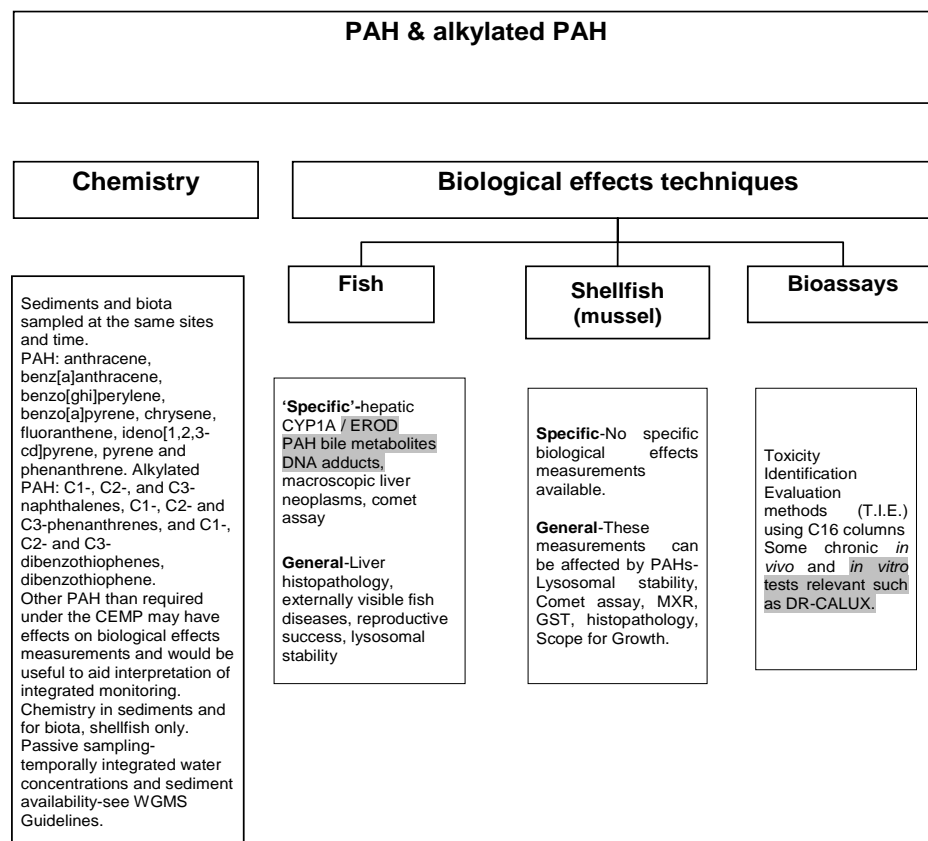 PAH & alkylated PAH
Chemistry
Biological effects techniques
Fish
Shellfish
(mussel)
Bioassays
Sediments and biota
sampled at the same sites
and time.
PAH: anthracene,
benz[a]anthracene,
benzo[ghi]perylene,
benzo[a]pyrene, chrysene,
fluoranthene, ideno[1,2,3-
cd]pyrene, pyrene and
phenanthrene. Alkylated
PAH: C1-, C2-, and C3-
naphthalenes, C1-, C2- and
C3-phenanthrenes, and C1-,
C2- and C3-
dibenzothiophenes,
dibenzothiophene.
Other PAH than required
under the CEMP may have
effects on biological effects
measurements and would be
useful to aid interpretation of
integrated monitoring.
Chemistry in sediments and
for biota, shellfish only.
Passive sampling-
temporally integrated water
concentrations and sediment
availability-see WGMS
Guidelines.
‘Specific’-hepatic
CYP1A / EROD
PAH bile metabolites
DNA adducts,
macroscopic liver
neoplasms, comet
assay
General-Liver
histopathology,
externally visible fish
diseases, reproductive
success, lysosomal
stability
Specific-No specific
biological effects
measurements
available.
General-These
measurements can
be affected by PAHs-
Lysosomal stability,
Comet assay, MXR,
GST, histopathology,
Scope for Growth.
Toxicity
Identification
Evaluation
methods (T.I.E.)
using C16 columns
Some chronic in
vivo and in vitro
tests relevant such
as DR-CALUX.